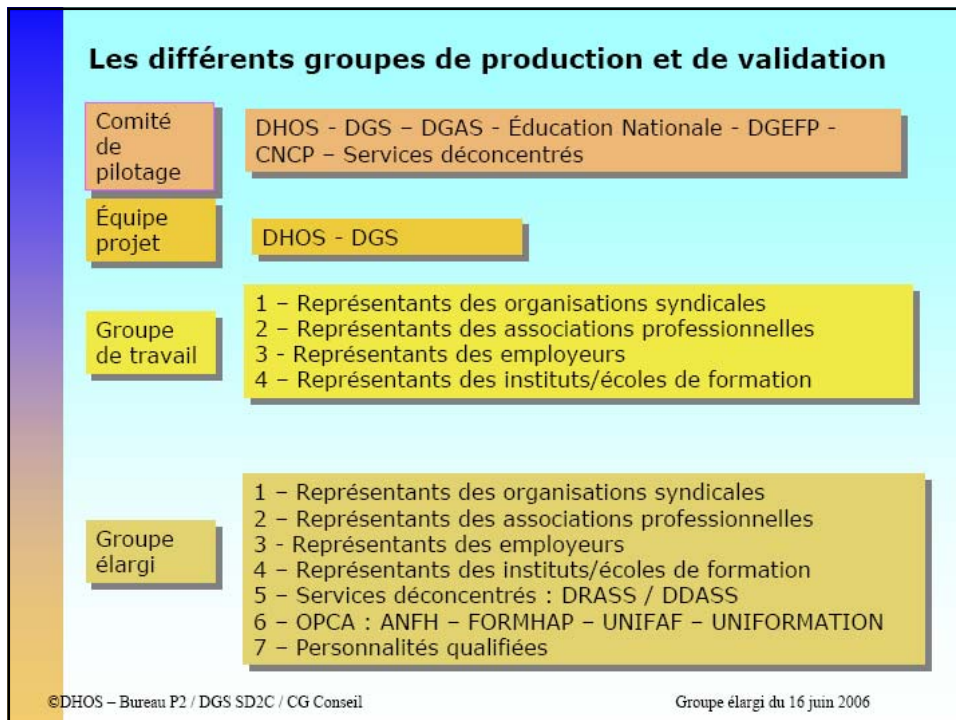 Les différents groupes de production et de validation
Comité
de
pilotage
DHOS - DGS – DGAS - Éducation Nationale - DGEFP -
CNCP – Services déconcentrés
Équipe
projet
DHOS - DGS
Groupe
de travail
1 – Représentants des organisations syndicales
2 – Représentants des associations professionnelles
3 - Représentants des employeurs
4 – Représentants des instituts/écoles de formation
Groupe
élargi
1 – Représentants des organisations syndicales
2 – Représentants des associations professionnelles
3 - Représentants des employeurs
4 – Représentants des instituts/écoles de formation
5 – Services déconcentrés : DRASS / DDASS
6 – OPCA : ANFH – FORMHAP – UNIFAF – UNIFORMATION
7 – Personnalités qualifiées
©DHOS – Bureau P2 / DGS SD2C / CG Conseil
Groupe élargi du 16 juin 2006